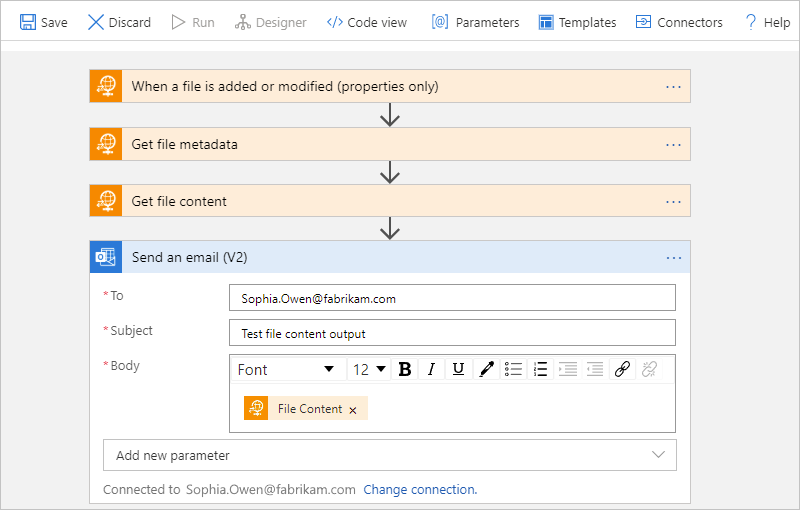 Save Discard Run Designer Code view Parameters Templates Connectors Help
When a file is added or modified (properties only)
Get file metadata
Get file content
Send an email (V2)
* To Sophia.Owen@fabrikam.com
* Subject Test file content output
* Body Font 12 B I U
File Content ×
Add new parameter
Connected to Sophia.Owen@fabrikam.com Change connection.